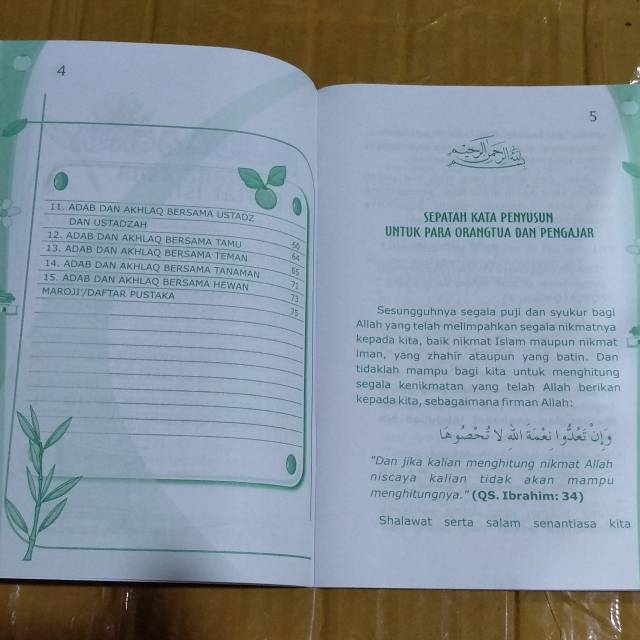 4
11. ADAB DAN AKHLAQ BERSAMA USTADZ
DAN USTADZAH 60
12. ADAB DAN AKHLAQ BERSAMA TAMU 64
13. ADAB DAN AKHLAQ BERSAMA TEMAN 65
14. ADAB DAN AKHLAQ BERSAMA TANAMAN 71
15. ADAB DAN AKHLAQ BERSAMA HEWAN 73
MAROJI'/DAFTAR PUSTAKA 75
5
بسم الله الرحمن الرحيم
SEPATAH KATA PENYUSUN
UNTUK PARA ORANGTUA DAN PENGAJAR
Sesungguhnya segala puji dan syukur bagi
Allah yang telah melimpahkan segala nikmatnya
kepada kita, baik nikmat Islam maupun nikmat
iman, yang zhahir ataupun yang batin. Dan
tidaklah mampu bagi kita untuk menghitung
segala kenikmatan yang telah Allah berikan
kepada kita, sebagaimana firman Allah:
وَإِنْ تَعُدُّوا نِعْمَةَ اللهِ لَا تُحْصُوهَا
"Dan jika kalian menghitung nikmat Allah
niscaya kalian tidak akan mampu
menghitungnya." (QS. Ibrahim: 34)
Shalawat serta salam senantiasa kita